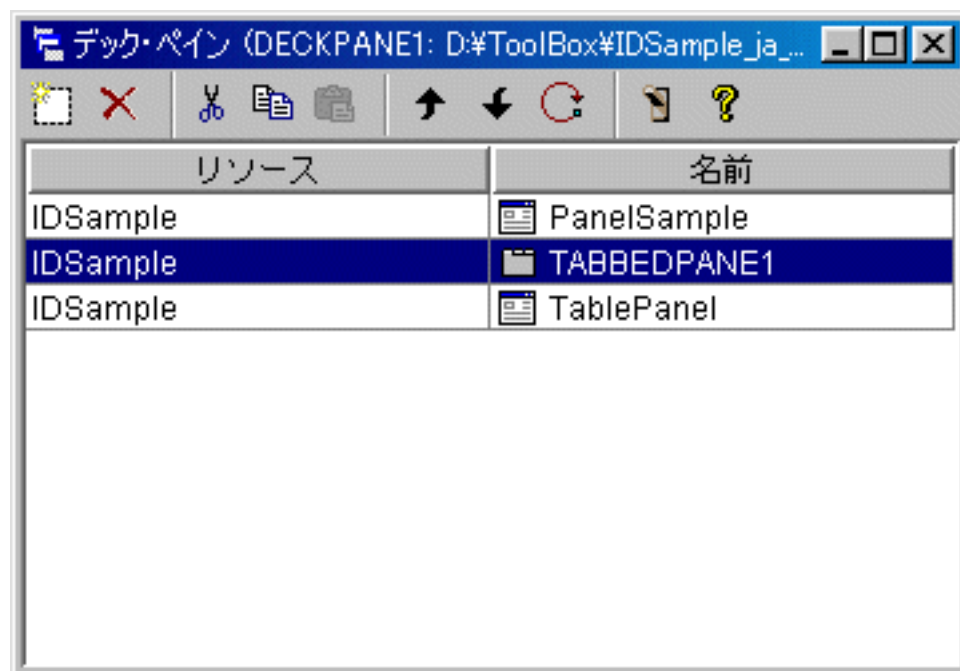 デック・ペイン (DECKPANE1: D:¥ToolBox¥IDSample_ja_...
リソース 名前
IDSample PanelSample
IDSample TABBEDPANE1
IDSample TablePanel